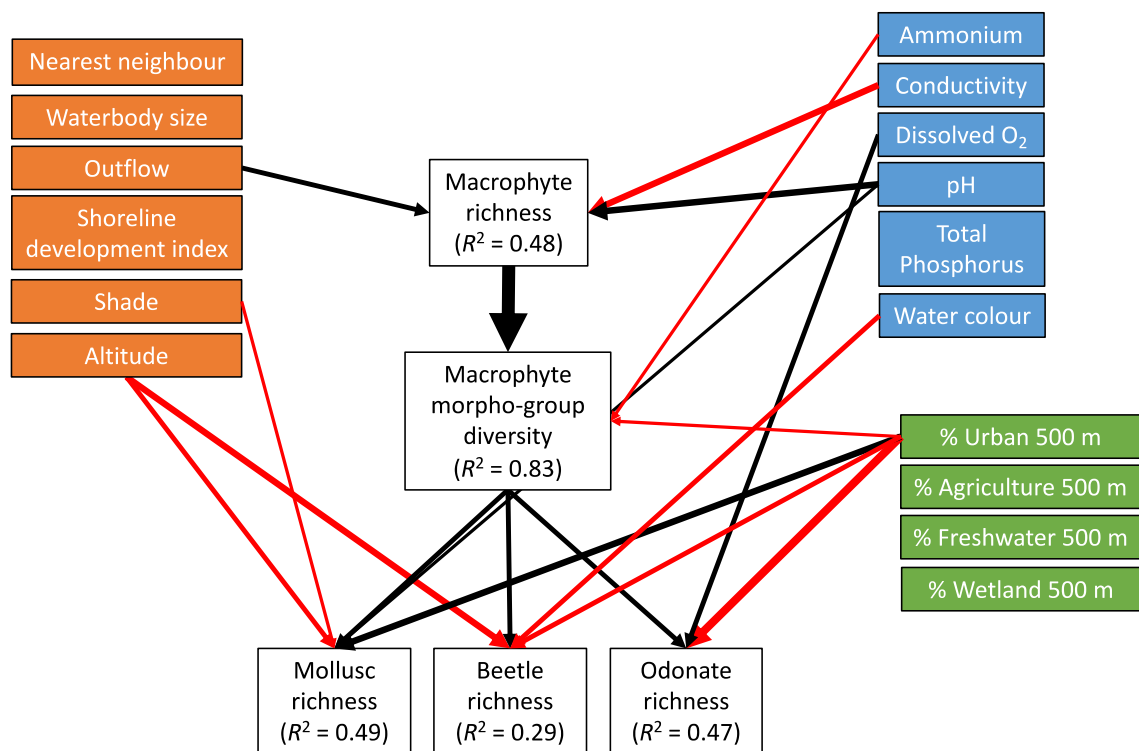 Nearest neighbour
Waterbody size
Outflow
Shoreline
development index
Shade
Altitude
Macrophyte
richness
(R² = 0.48)
Macrophyte
morpho-group
diversity
(R² = 0.83)
Mollusc
richness
(R² = 0.49)
Beetle
richness
(R² = 0.29)
Odonate
richness
(R² = 0.47)
Ammonium
Conductivity
Dissolved O₂
pH
Total
Phosphorus
Water colour
% Urban 500 m
% Agriculture 500 m
% Freshwater 500 m
% Wetland 500 m